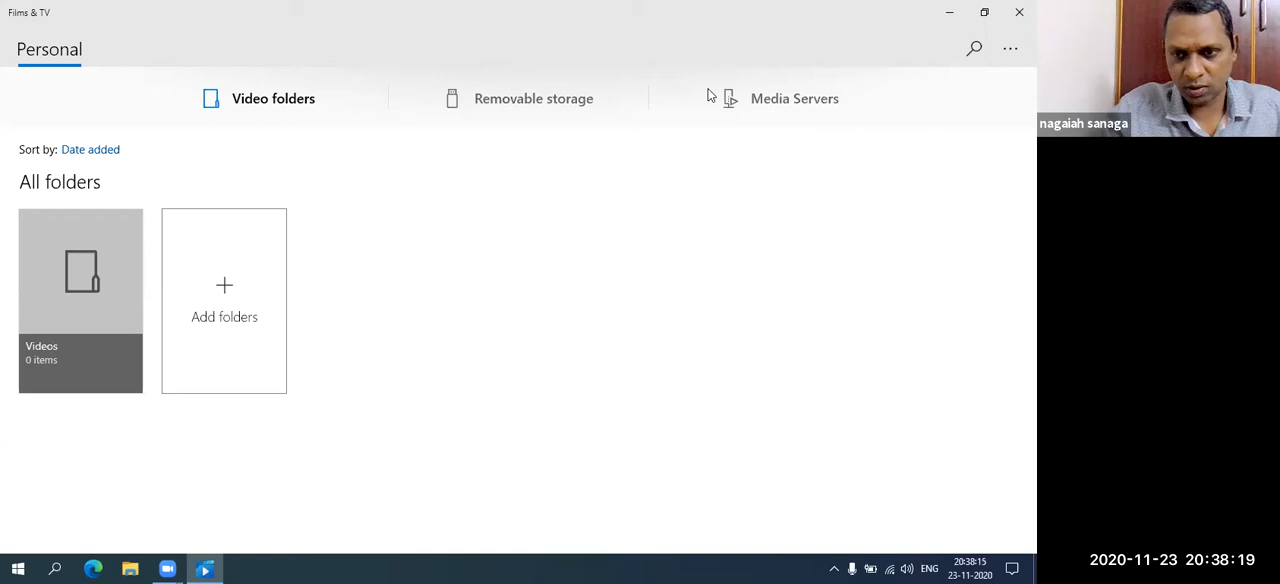 Films & TV
Personal
Video folders
Removable storage
Media Servers
nagaiah sanaga
Sort by: Date added
All folders
Add folders
Videos
0 items
ENG
20:38:15
23-11-2020
2020-11-23 20:38:19